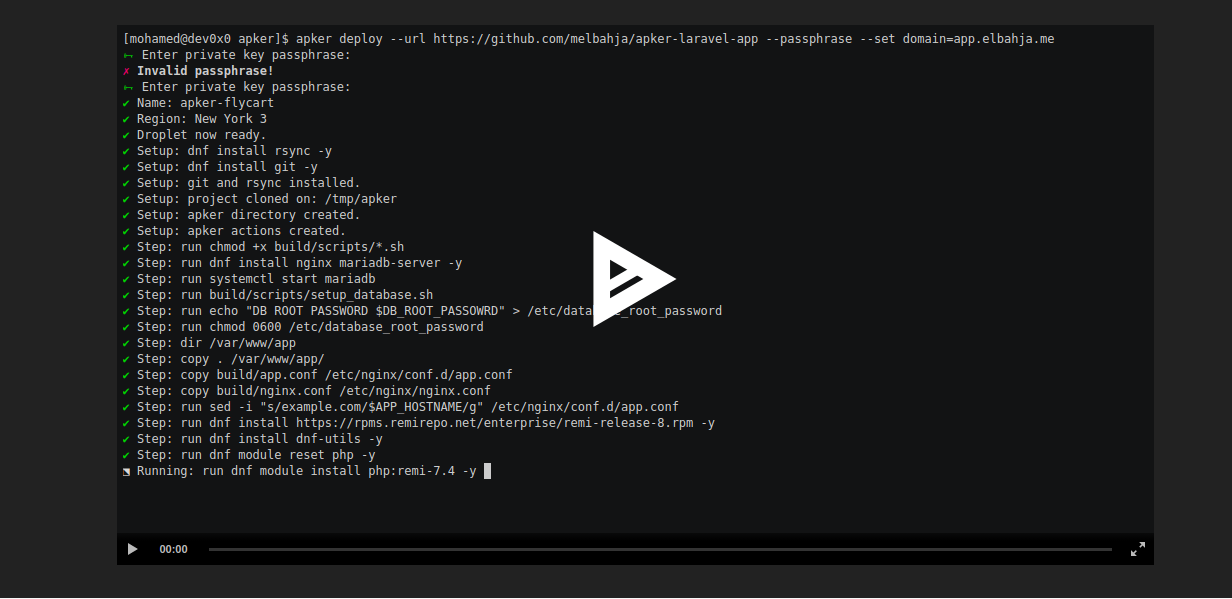 [mohamed@dev0x0 apker]$ apker deploy --url https://github.com/melbahja/apker-laravel-app --passphrase --set domain=app.elbahja.me
Enter private key passphrase:
✗ Invalid passphrase!
Enter private key passphrase:
✔ Name: apker-flycart
✔ Region: New York 3
✔ Droplet now ready.
✔ Setup: dnf install rsync -y
✔ Setup: dnf install git -y
✔ Setup: git and rsync installed.
✔ Setup: project cloned on: /tmp/apker
✔ Setup: apker directory created.
✔ Setup: apker actions created.
✔ Step: run chmod +x build/scripts/*.sh
✔ Step: run dnf install nginx mariadb-server -y
✔ Step: run systemctl start mariadb
✔ Step: run build/scripts/setup_database.sh
✔ Step: run echo "DB ROOT PASSWORD $DB_ROOT_PASSOWRD" > /etc/data e_root_password
✔ Step: run chmod 0600 /etc/database_root_password
✔ Step: dir /var/www/app
✔ Step: copy . /var/www/app/
✔ Step: copy build/app.conf /etc/nginx/conf.d/app.conf
✔ Step: copy build/nginx.conf /etc/nginx/nginx.conf
✔ Step: run sed -i "s/example.com/$APP_HOSTNAME/g" /etc/nginx/conf.d/app.conf
✔ Step: run dnf install https://rpms.remirepo.net/enterprise/remi-release-8.rpm -y
✔ Step: run dnf install dnf-utils -y
✔ Step: run dnf module reset php -y
Running: run dnf module install php:remi-7.4 -y
00:00